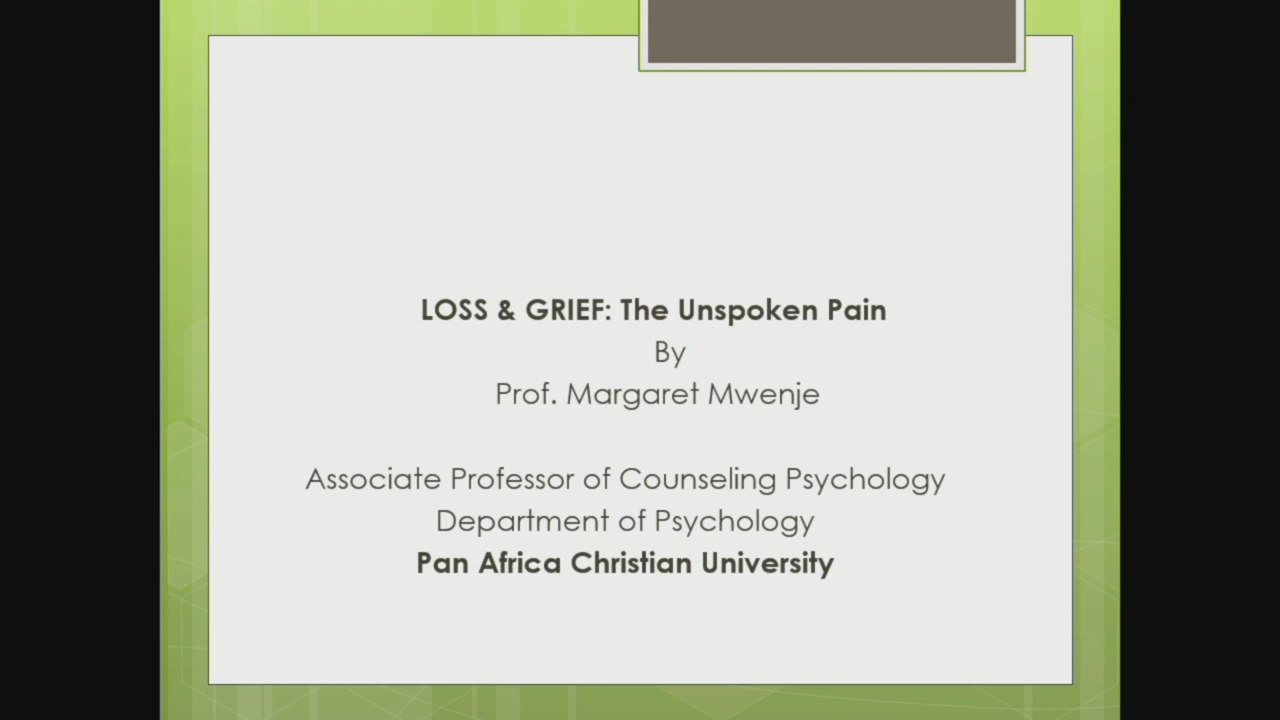 LOSS & GRIEF: The Unspoken Pain
By
Prof. Margaret Mwenje
Associate Professor of Counseling Psychology
Department of Psychology
Pan Africa Christian University